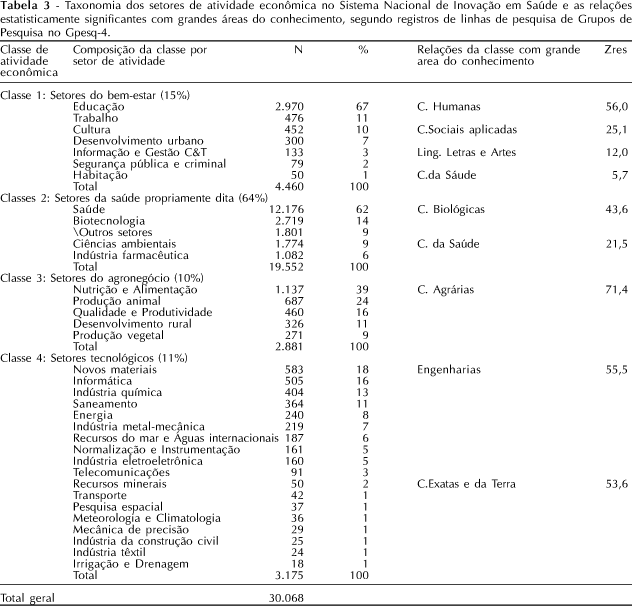 Tabela 3 - Taxonomia dos setores de atividade econômica no Sistema Nacional de Inovação em Saúde e as relações
estatisticamente significantes com grandes áreas do conhecimento, segundo registros de linhas de pesquisa de Grupos de
Pesquisa no Gpesq-4.
Classe de Composição da classe por N % Relações da classe com grande Zres
atividade setor de atividade area do conhecimento
econômica
Classe 1: Setores do bem-estar (15%)
Educação 2.970 67 C. Humanas 56,0
Trabalho 476 11
Cultura 452 10 C.Sociais aplicadas 25,1
Desenvolvimento urbano 300 7
Informação e Gestão C&T 133 3 Ling. Letras e Artes 12,0
Segurança pública e criminal 79 2
Habitação 50 1 C.da Sáude 5,7
Total 4.460 100
Classes 2: Setores da saúde propriamente dita (64%)
Saúde 12.176 62 C. Biológicas 43,6
Biotecnologia 2.719 14
\Outros setores 1.801 9
Ciências ambientais 1.774 9 C. da Saúde 21,5
Indústria farmacêutica 1.082 6
Total 19.552 100
Classe 3: Setores do agronegócio (10%)
Nutrição e Alimentação 1.137 39 C. Agrárias 71,4
Produção animal 687 24
Qualidade e Produtividade 460 16
Desenvolvimento rural 326 11
Produção vegetal 271 9
Total 2.881 100
Classe 4: Setores tecnológicos (11%)
Novos materiais 583 18 Engenharias 55,5
Informática 505 16
Indústria química 404 13
Saneamento 364 11
Energia 240 8
Indústria metal-mecânica 219 7
Recursos do mar e Águas internacionais 187 6
Normalização e Instrumentação 161 5
Indústria eletroeletrônica 160 5
Telecomunicações 91 3
Recursos minerais 50 2 C.Exatas e da Terra 53,6
Transporte 42 1
Pesquisa espacial 37 1
Meteorologia e Climatologia 36 1
Mecânica de precisão 29 1
Indústria da construção civil 25 1
Indústria têxtil 24 1
Irrigação e Drenagem 18 1
Total 3.175 100
Total geral 30.068